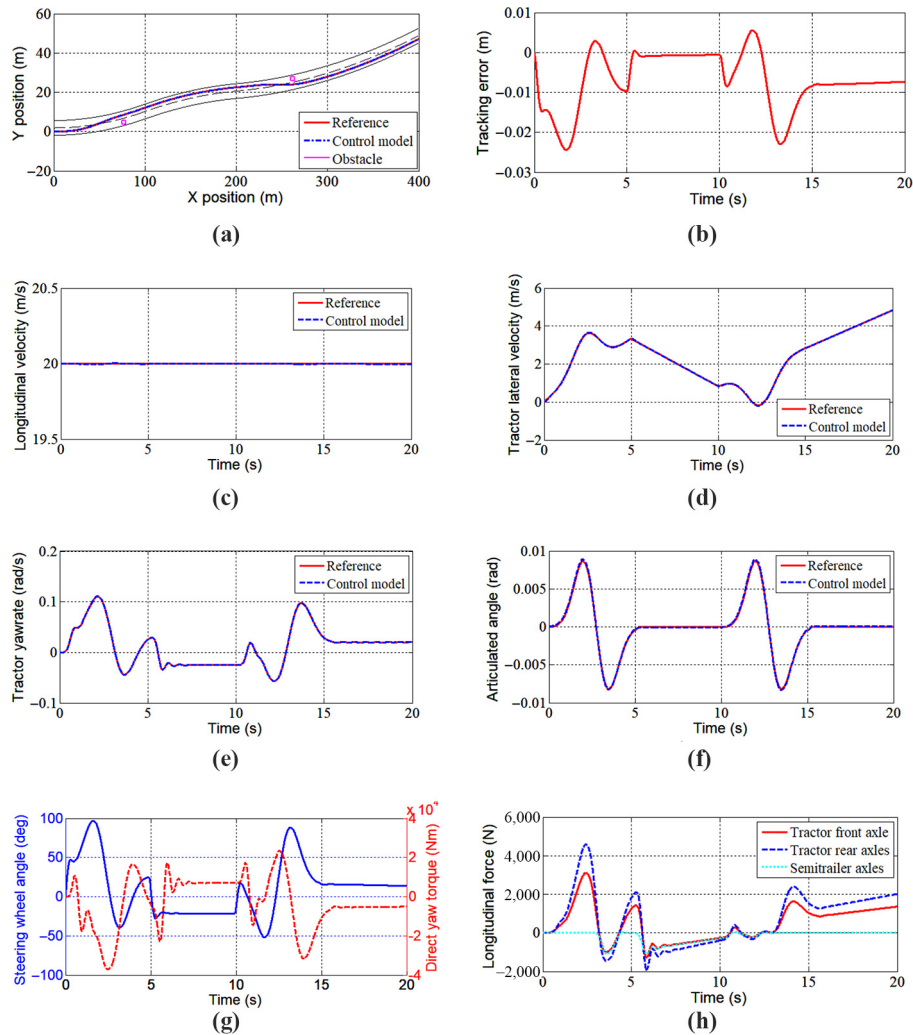 60
40
20
0
−20
Y position (m)
0
100
200
300
400
X position (m)
Reference
Control model
Obstacle
(a)
0.01
0
−0.01
−0.02
−0.03
Tracking error (m)
0
5
10
15
20
Time (s)
(b)
20.5
20
19.5
Longitudinal velocity (m/s)
0
5
10
15
20
Time (s)
Reference
Control model
(c)
6
4
2
0
−2
Tractor lateral velocity (m/s)
0
5
10
15
20
Time (s)
Reference
Control model
(d)
0.2
0.1
0
−0.1
Tractor yawrate (rad/s)
0
5
10
15
20
Time (s)
Reference
Control model
(e)
0.01
0.005
0
−0.005
−0.01
Articulated angle (rad)
0
5
10
15
20
Time (s)
Reference
Control model
(f)
100
50
0
−50
−100
Steering wheel angle (deg)
x 10⁴
4
2
0
−2
−4
Direct yaw torque (Nm)
0
5
10
15
20
Time (s)
(g)
6,000
4,000
2,000
0
−2,000
Longitudinal force (N)
0
5
10
15
20
Time (s)
Tractor front axle
Tractor rear axles
Semitrailer axles
(h)